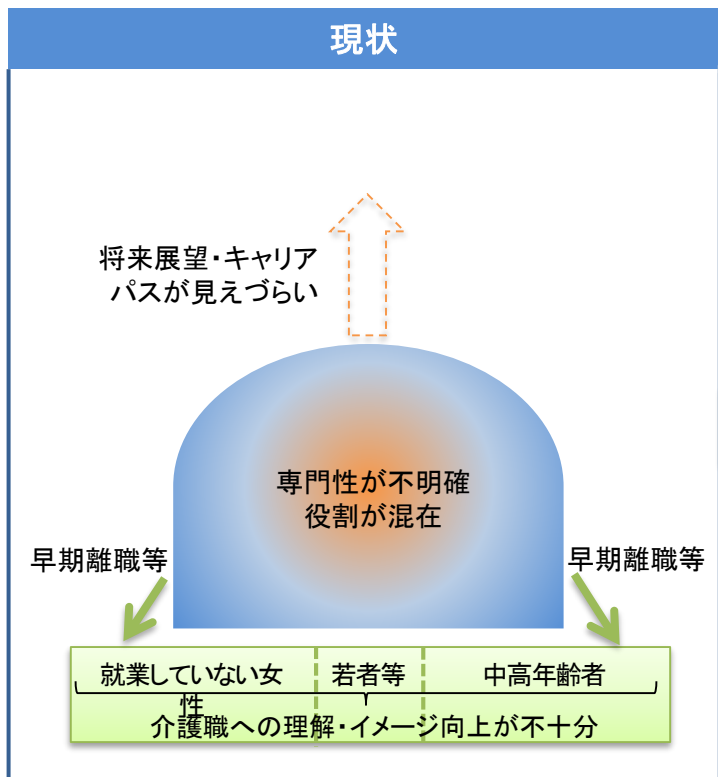 現状
将来展望・キャリア
パスが見えづらい
専門性が不明確
役割が混在
早期離職等
早期離職等
就業していない女
性
若者等
中高年齢者
介護職への理解・イメージ向上が不十分